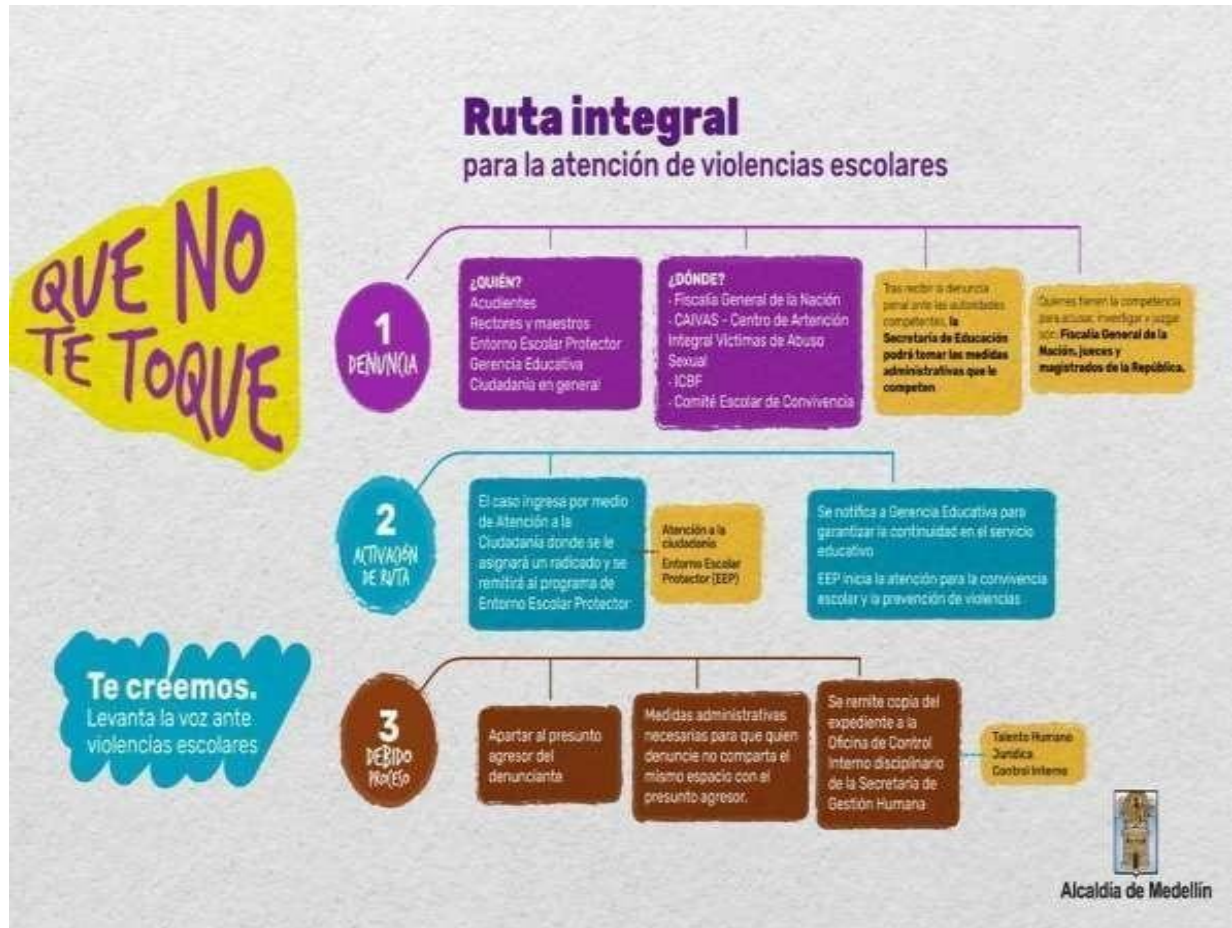 Ruta integral
para la atención de violencias escolares
QUE NO
TE TOQUE
1
DENUNCIA
¿QUIÉN?
Acudientes
Rectores y maestros
Entorno Escolar Protector
Gerencia Educativa
Ciudadanía en general
¿DÓNDE?
- Fiscalía General de la Nación
- CAIVAS - Centro de Artención
Integral Víctimas de Abuso
Sexual
- ICBF
- Comité Escolar de Convivencia
Tras recibir la denuncia
penal ante las autoridades
competentes, la
Secretaría de Educación
podrá tomar las medidas
administrativas que le
competen
Quienes tienen la competencia
para acusar, investigar y juzgar
son: Fiscalía General de la
Nación, jueces y
magistrados de la República.
2
ACTIVACIÓN
DE RUTA
El caso ingresa por medio
de Atención a la
Ciudadanía donde se le
asignará un radicado y se
remitirá al programa de
Entorno Escolar Protector
Atención a la
ciudadanía
Entorno Escolar
Protector (EEP)
Se notifica a Gerencia Educativa para
garantizar la continuidad en el servicio
educativo
EEP inicia la atención para la convivencia
escolar y la prevención de violencias
Te creemos.
Levanta la voz ante
violencias escolares
3
DEBIDO
PROCESO
Apartar al presunto
agresor del
denunciante
Medidas administrativas
necesarias para que quien
denuncie no comparta el
mismo espacio con el
presunto agresor.
Se remite copia del
expediente a la
Oficina de Control
Interno disciplinario
de la Secretaría de
Gestión Humana
Talento Humano
Jurídica
Control Interno
Alcaldía de Medellín